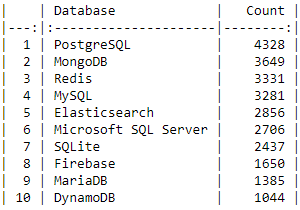 |    | Database             |   Count |
|---:|:---------------------|--------:|
|  1 | PostgreSQL           |    4328 |
|  2 | MongoDB              |    3649 |
|  3 | Redis                |    3331 |
|  4 | MySQL                |    3281 |
|  5 | Elasticsearch        |    2856 |
|  6 | Microsoft SQL Server |    2706 |
|  7 | SQLite               |    2437 |
|  8 | Firebase             |    1650 |
|  9 | MariaDB              |    1385 |
| 10 | DynamoDB             |    1044 |